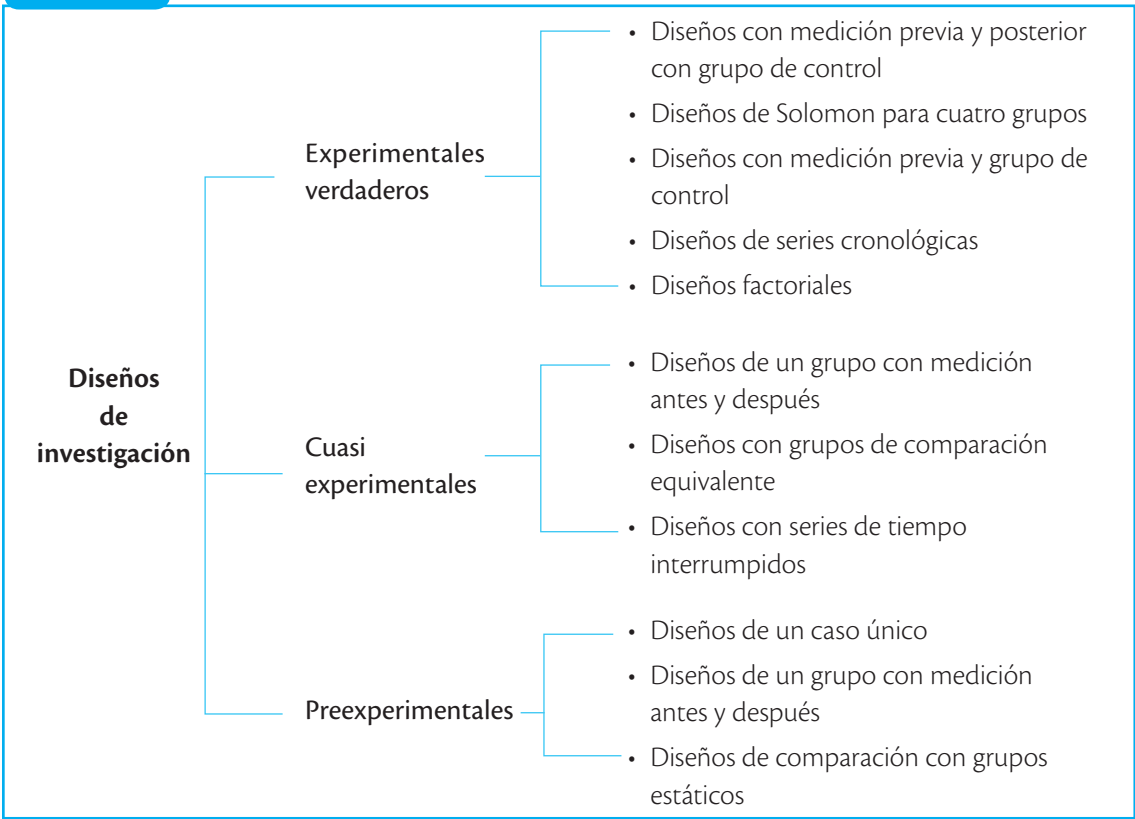 Diseños
de
investigación
Experimentales
verdaderos
• Diseños con medición previa y posterior
con grupo de control
• Diseños de Solomon para cuatro grupos
• Diseños con medición previa y grupo de
control
• Diseños de series cronológicas
• Diseños factoriales
Cuasi
experimentales
• Diseños de un grupo con medición
antes y después
• Diseños con grupos de comparación
equivalente
• Diseños con series de tiempo
interrumpidos
Preexperimentales
• Diseños de un caso único
• Diseños de un grupo con medición
antes y después
• Diseños de comparación con grupos
estáticos